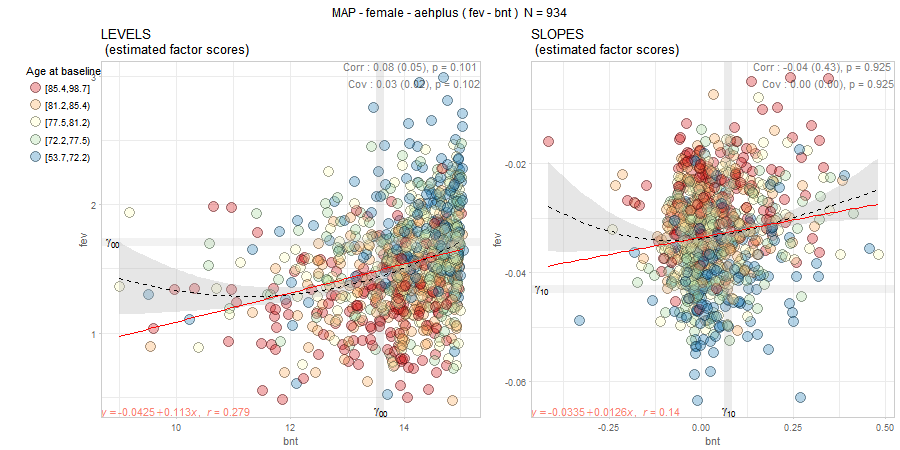 MAP - female - aehplus ( fev - bnt ) N = 934
LEVELS
(estimated factor scores)
Age at baseline
[85.4,98.7]
[81.2,85.4)
[77.5,81.2)
[72.2,77.5)
[53.7,72.2)
Corr : 0.08 (0.05), p = 0.101
Cov : 0.03 (0.02), p = 0.102
3
2
1
fev
γ00
γ00
y = −0.0425+0.113x, r = 0.279
10
12
14
bnt
SLOPES
(estimated factor scores)
Corr : -0.04 (0.43), p = 0.925
Cov : 0.00 (0.00), p = 0.925
-0.02
-0.04
-0.06
fev
γ10
γ10
y = −0.0335+0.0126x, r = 0.14
-0.25
0.00
0.25
0.50
bnt